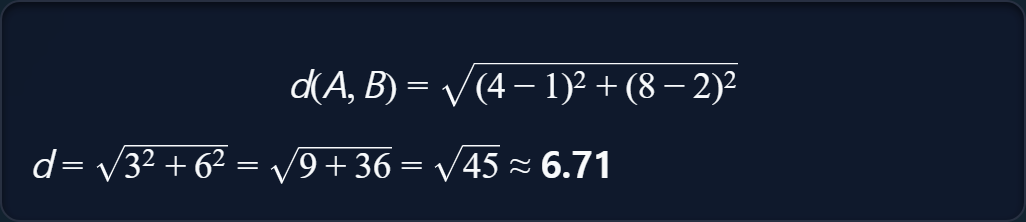 d(A, B) = √(4 − 1)² + (8 − 2)²
d = √3² + 6² = √9 + 36 = √45 ≈ 6.71